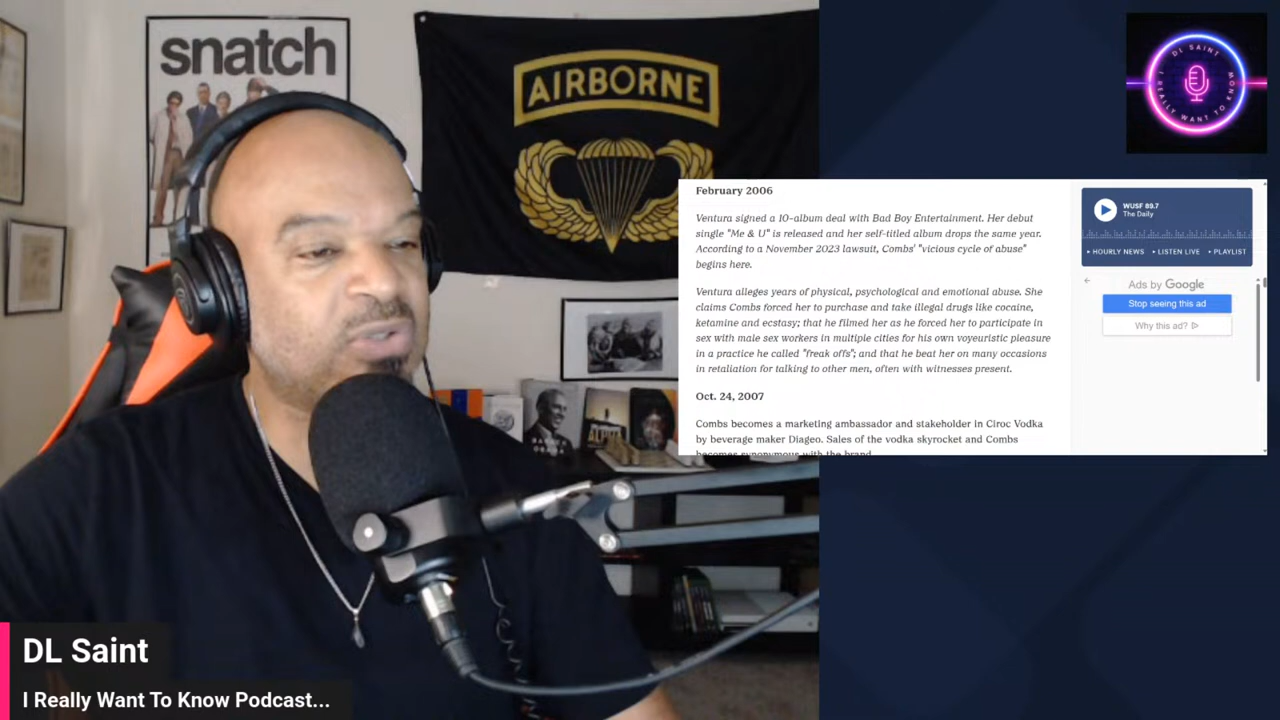 snatch
AIRBORNE
BARACK
OBAMA
DL SAINT
I REALLY WANT TO KNOW
February 2006
Ventura signed a 10-album deal with Bad Boy Entertainment. Her debut
single "Me & U" is released and her self-titled album drops the same year.
According to a November 2023 lawsuit, Combs' "vicious cycle of abuse"
begins here.
Ventura alleges years of physical, psychological and emotional abuse. She
claims Combs forced her to purchase and take illegal drugs like cocaine,
ketamine and ecstasy; that he filmed her as he forced her to participate in
sex with male sex workers in multiple cities for his own voyeuristic pleasure
in a practice he called "freak offs"; and that he beat her on many occasions
in retaliation for talking to other men, often with witnesses present.
Oct. 24, 2007
Combs becomes a marketing ambassador and stakeholder in Ciroc Vodka
by beverage maker Diageo. Sales of the vodka skyrocket and Combs
becomes synonymous with the brand.
WUSF 89.7
The Daily
HOURLY NEWS
LISTEN LIVE
PLAYLIST
Ads by Google
Stop seeing this ad
Why this ad?
DL Saint
I Really Want To Know Podcast...